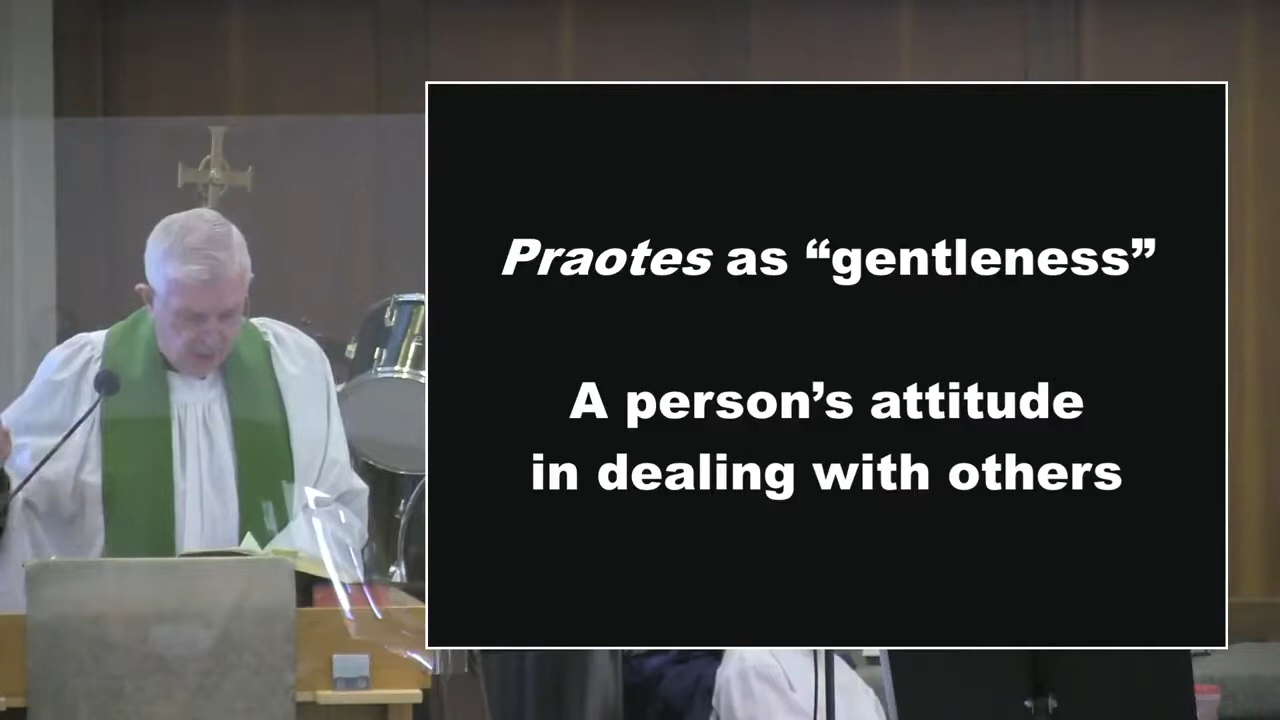 Praotes as “gentleness”
A person’s attitude
in dealing with others